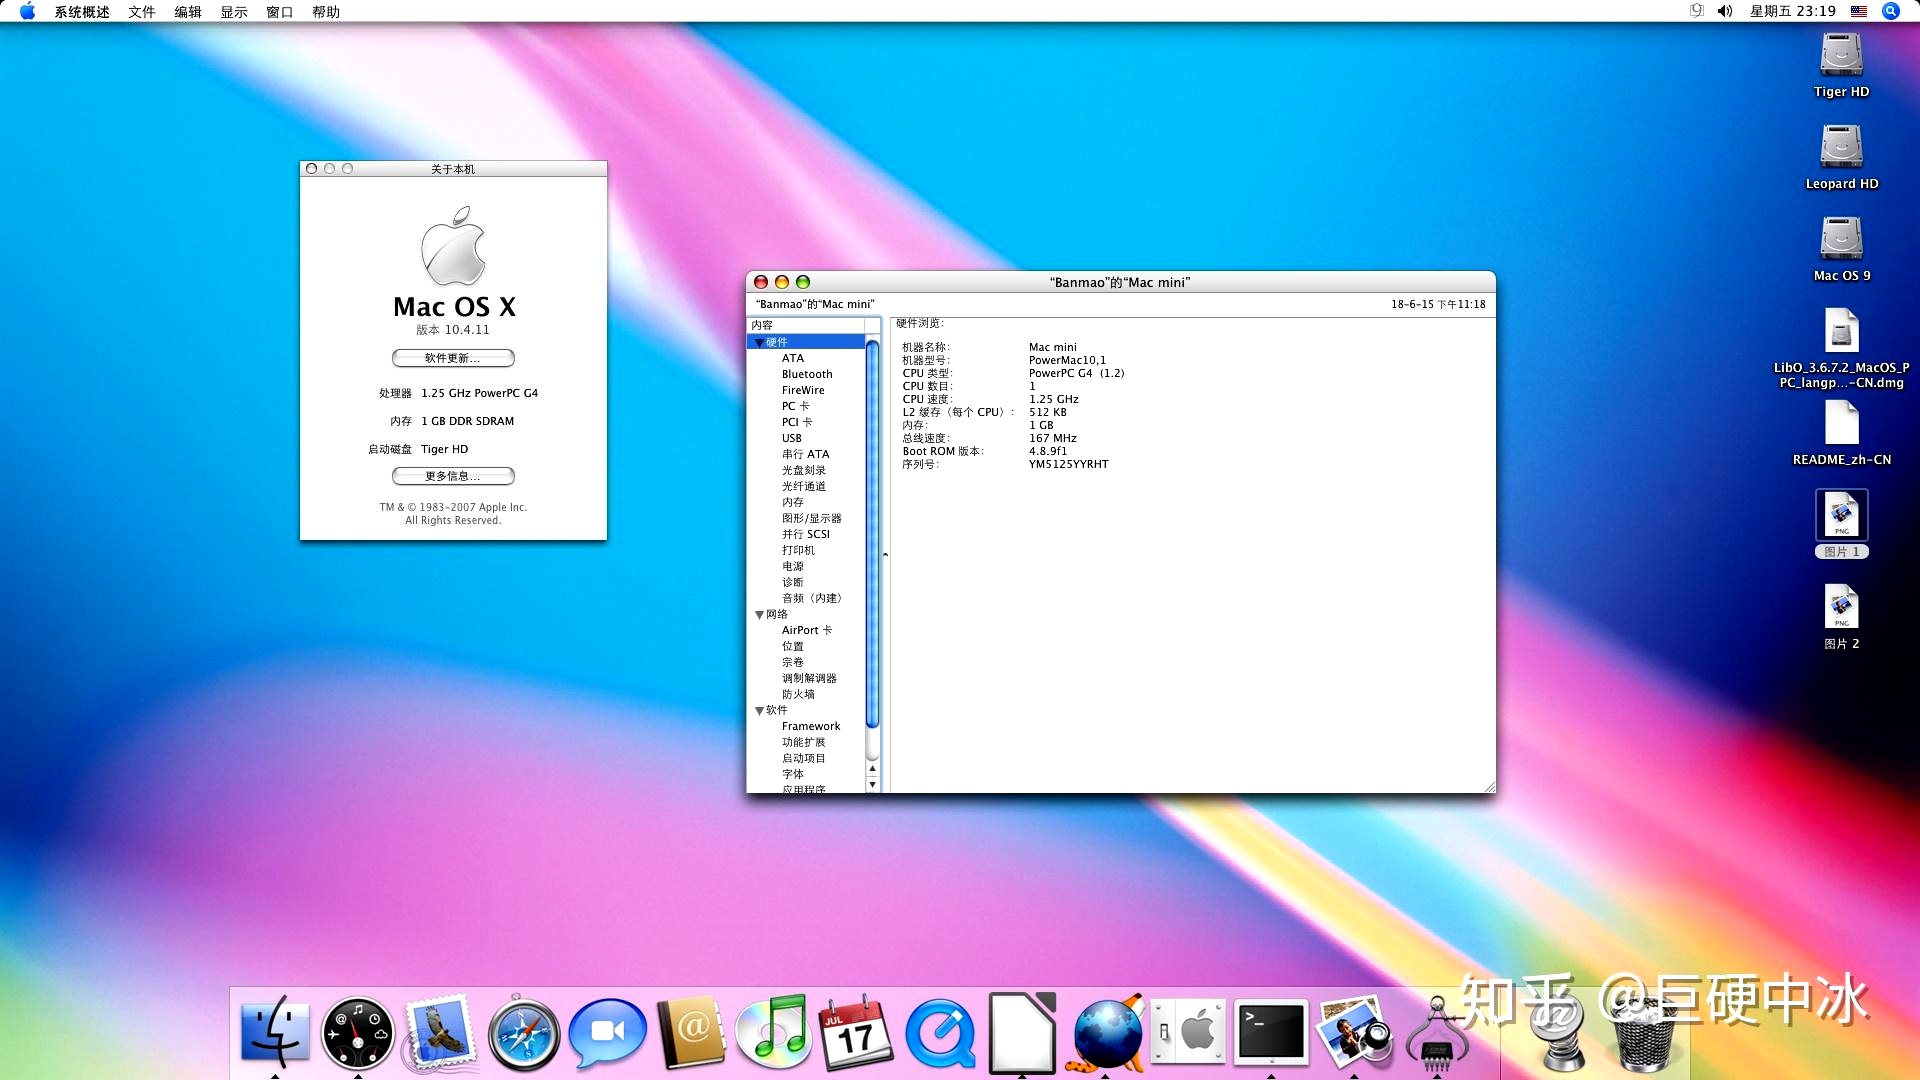 系统概述 文件 编辑 显示 窗口 帮助
星期五 23:19
Tiger HD
Leopard HD
Mac OS 9
LibO_3.6.7.2_MacOS_P
PC_langp...-CN.dmg
README_zh-CN
PNG
图片 1
PNG
图片 2
关于本机
Mac OS X
版本 10.4.11
软件更新...
处理器 1.25 GHz PowerPC G4
内存 1 GB DDR SDRAM
启动磁盘 Tiger HD
更多信息...
TM & © 1983-2007 Apple Inc.
All Rights Reserved.
“Banmao”的“Mac mini”
“Banmao”的“Mac mini” 18-6-15 下午11:18
内容
硬件
ATA
Bluetooth
FireWire
PC 卡
PCI 卡
USB
串行 ATA
光盘刻录
光纤通道
内存
图形/显示器
并行 SCSI
打印机
电源
诊断
音频（内建）
网络
AirPort 卡
位置
宗卷
调制解调器
防火墙
软件
Framework
功能扩展
启动项目
字体
应用程序
硬件浏览：
机器名称： Mac mini
机器型号： PowerMac10,1
CPU 类型： PowerPC G4 (1.2)
CPU 数目： 1
CPU 速度： 1.25 GHz
L2 缓存（每个 CPU）： 512 KB
内存： 1 GB
总线速度： 167 MHz
Boot ROM 版本： 4.8.9f1
序列号： YM5125YYRHT
JUL
17
知乎 @巨硬中冰